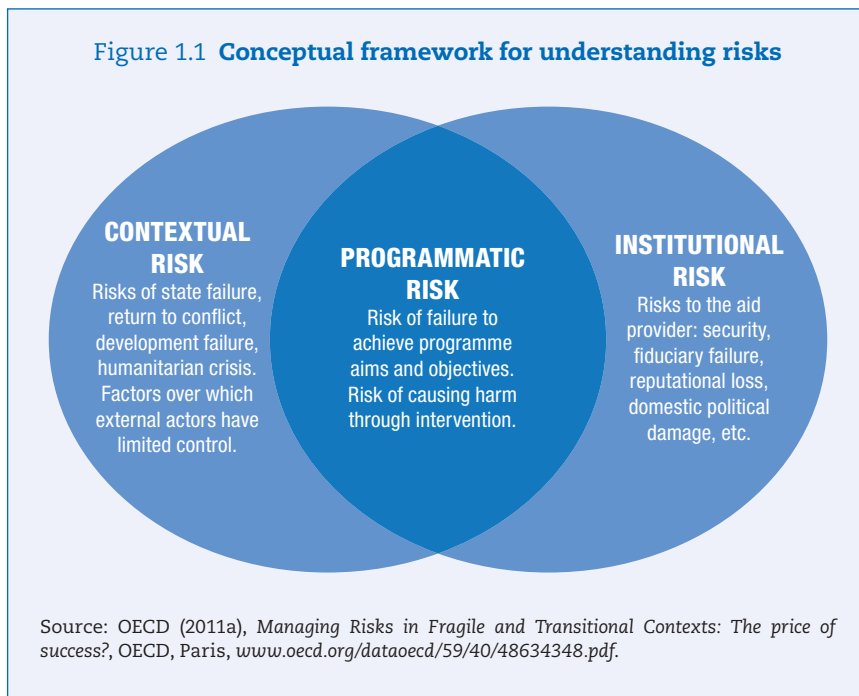 Figure 1.1 Conceptual framework for understanding risks
CONTEXTUAL
RISK
Risks of state failure,
return to conflict,
development failure,
humanitarian crisis.
Factors over which
external actors have
limited control.
PROGRAMMATIC
RISK
Risk of failure to
achieve programme
aims and objectives.
Risk of causing harm
through intervention.
INSTITUTIONAL
RISK
Risks to the aid
provider: security,
fiduciary failure,
reputational loss,
domestic political
damage, etc.
Source: OECD (2011a), Managing Risks in Fragile and Transitional Contexts: The price of
success?, OECD, Paris, www.oecd.org/dataoecd/59/40/48634348.pdf.